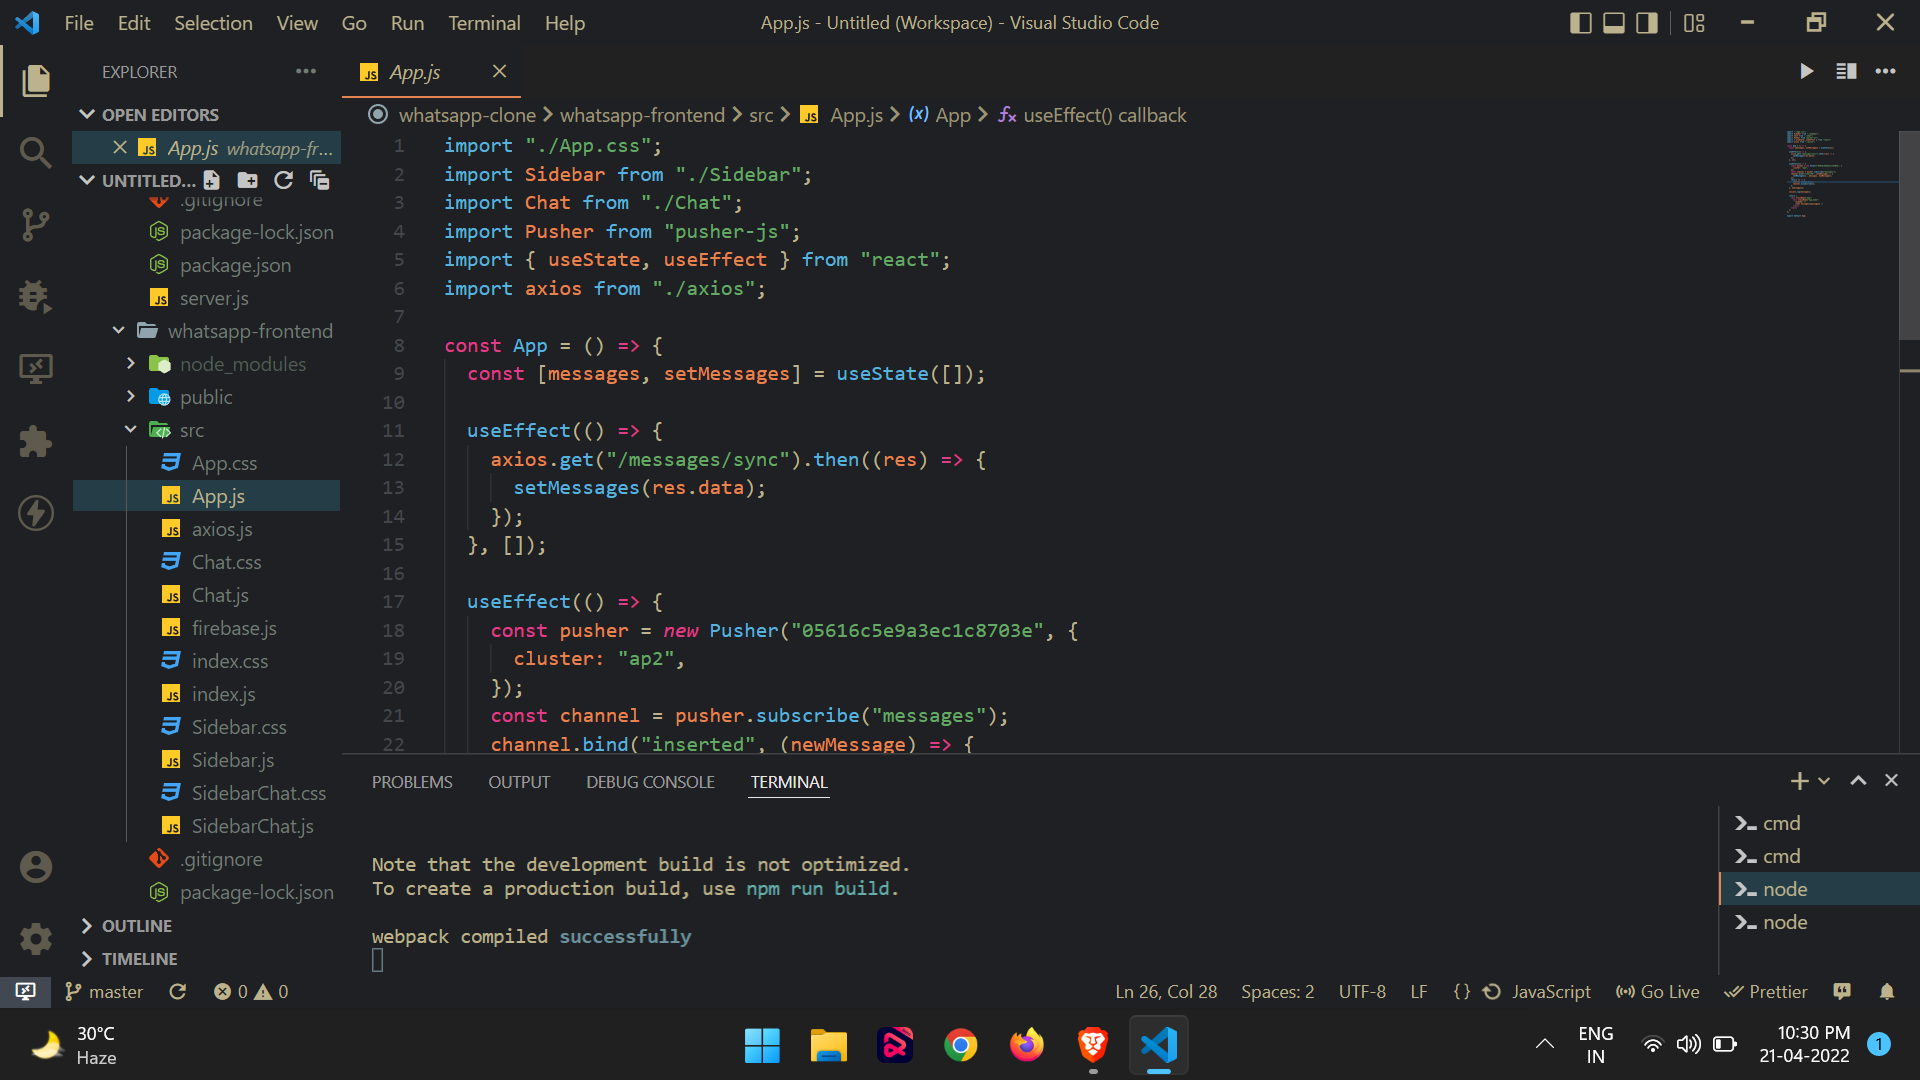 File Edit Selection View Go Run Terminal Help
App.js - Untitled (Workspace) - Visual Studio Code
EXPLORER
OPEN EDITORS
App.js whatsapp-fr...
UNTITLED...
.gitignore
package-lock.json
package.json
server.js
whatsapp-frontend
node_modules
public
src
App.css
App.js
axios.js
Chat.css
Chat.js
firebase.js
index.css
index.js
Sidebar.css
Sidebar.js
SidebarChat.css
SidebarChat.js
.gitignore
package-lock.json
OUTLINE
TIMELINE
App.js
whatsapp-clone > whatsapp-frontend > src > JS App.js > (x) App > fx useEffect() callback
1 import "./App.css";
2 import Sidebar from "./Sidebar";
3 import Chat from "./Chat";
4 import Pusher from "pusher-js";
5 import { useState, useEffect } from "react";
6 import axios from "./axios";
7
8 const App = () => {
9 const [messages, setMessages] = useState([]);
10
11 useEffect(() => {
12 axios.get("/messages/sync").then((res) => {
13 setMessages(res.data);
14 });
15 }, []);
16
17 useEffect(() => {
18 const pusher = new Pusher("05616c5e9a3ec1c8703e", {
19 cluster: "ap2",
20 });
21 const channel = pusher.subscribe("messages");
22 channel.bind("inserted", (newMessage) => {
PROBLEMS OUTPUT DEBUG CONSOLE TERMINAL
Note that the development build is not optimized.
To create a production build, use npm run build.
webpack compiled successfully
cmd
cmd
node
node
master 0 0
Ln 26, Col 28 Spaces: 2 UTF-8 LF {} JavaScript Go Live Prettier
30°C
Haze
ENG
IN
10:30 PM
21-04-2022
1